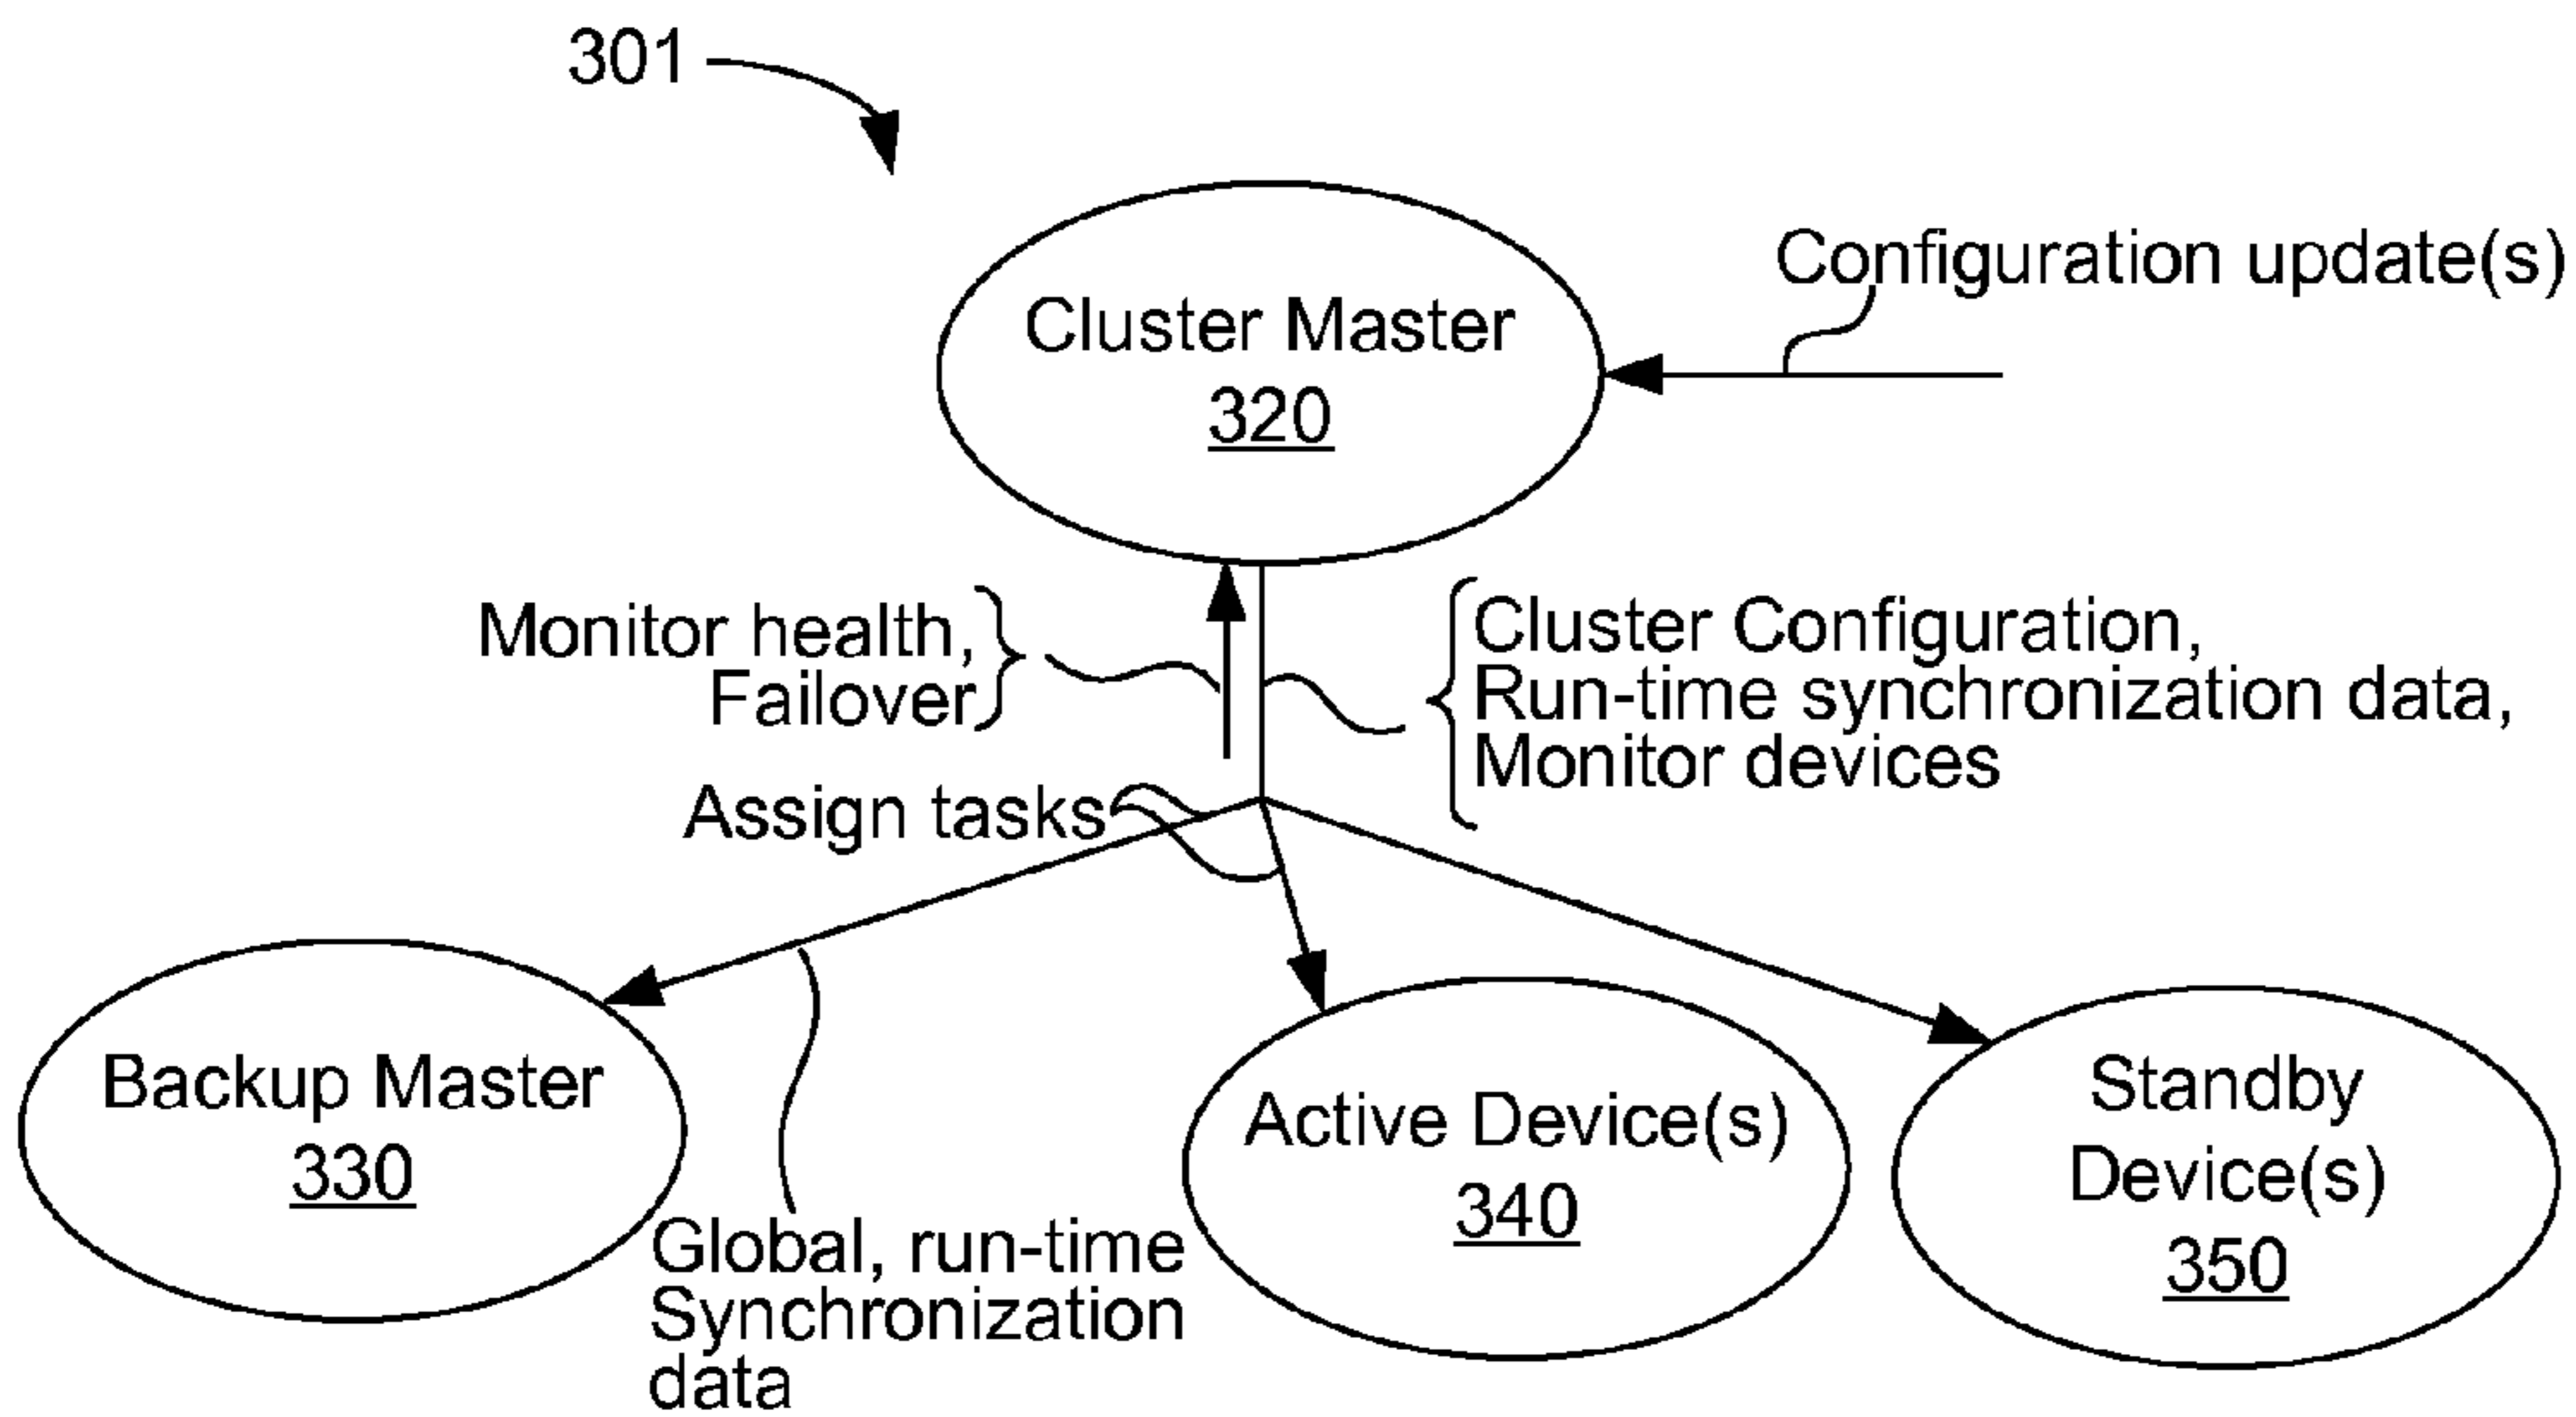 301
Configuration update(s)
Cluster Master
320
Monitor health,
Failover
Cluster Configuration,
Run-time synchronization data,
Monitor devices
Assign tasks
Backup Master
330
Active Device(s)
340
Standby
Device(s)
350
Global, run-time
Synchronization
data